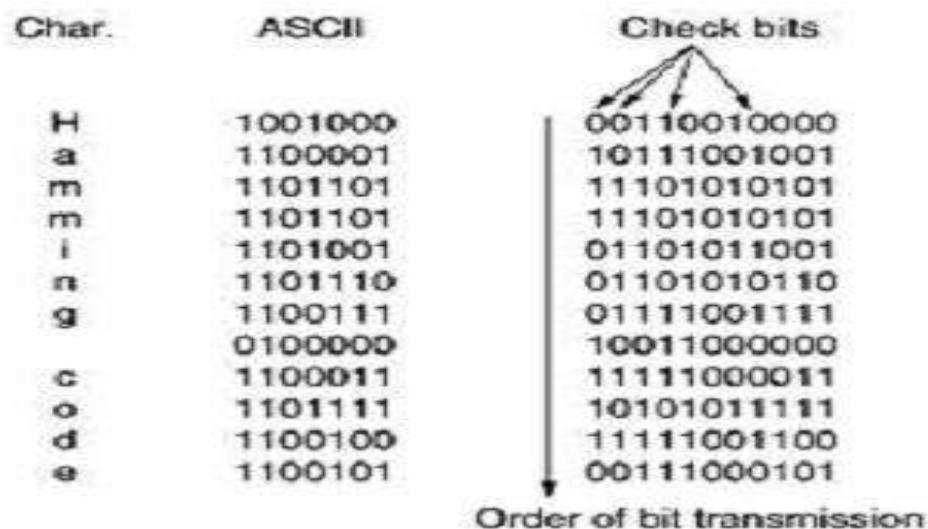 Char. ASCII Check bits
H 1001000 00110010000
a 1100001 10111001001
m 1101101 11101010101
m 1101101 11101010101
i 1101001 01101011001
n 1101110 01101010110
g 1100111 01111001111
0100000 10011000000
c 1100011 11111000011
o 1101111 10101011111
d 1100100 11111001100
e 1100101 00111000101
Order of bit transmission